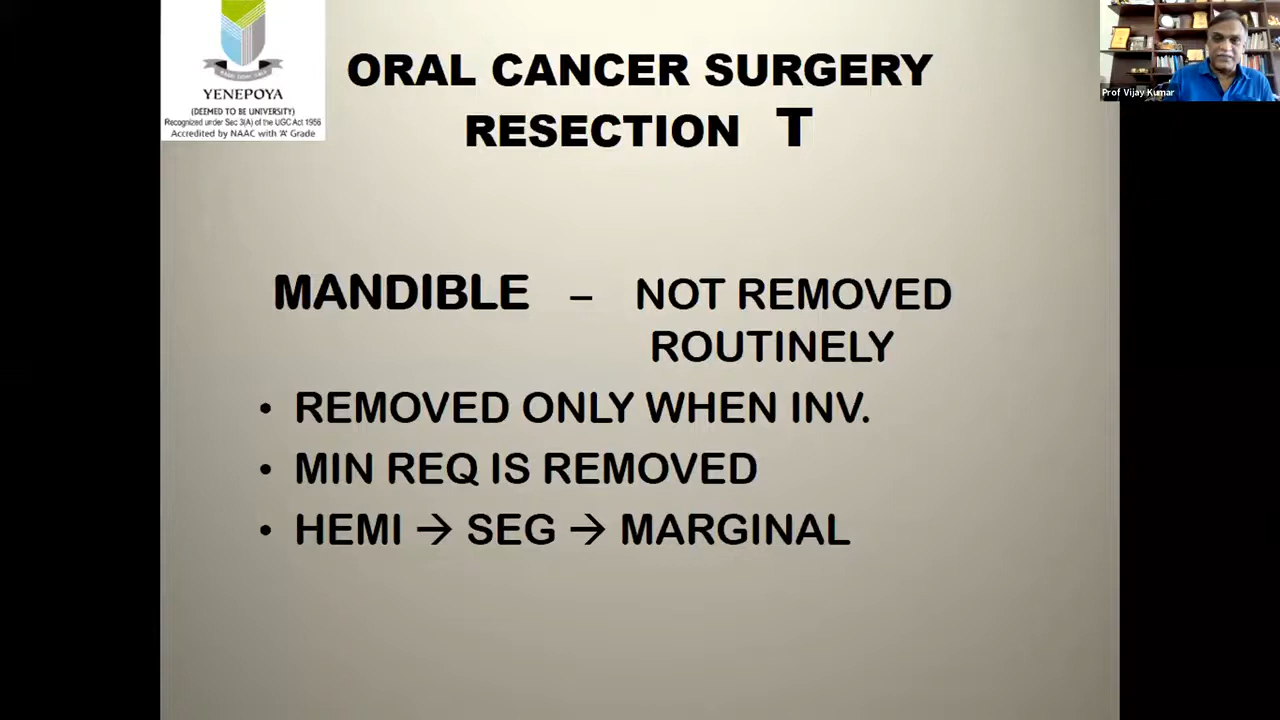 YENEPOYA
(DEEMED TO BE UNIVERSITY)
Recognized under Sec 3(A) of the UGC Act 1956
Accredited by NAAC with 'A' Grade
ORAL CANCER SURGERY
RESECTION T
Prof Vijay Kumar
MANDIBLE – NOT REMOVED
ROUTINELY
• REMOVED ONLY WHEN INV.
• MIN REQ IS REMOVED
• HEMI → SEG → MARGINAL